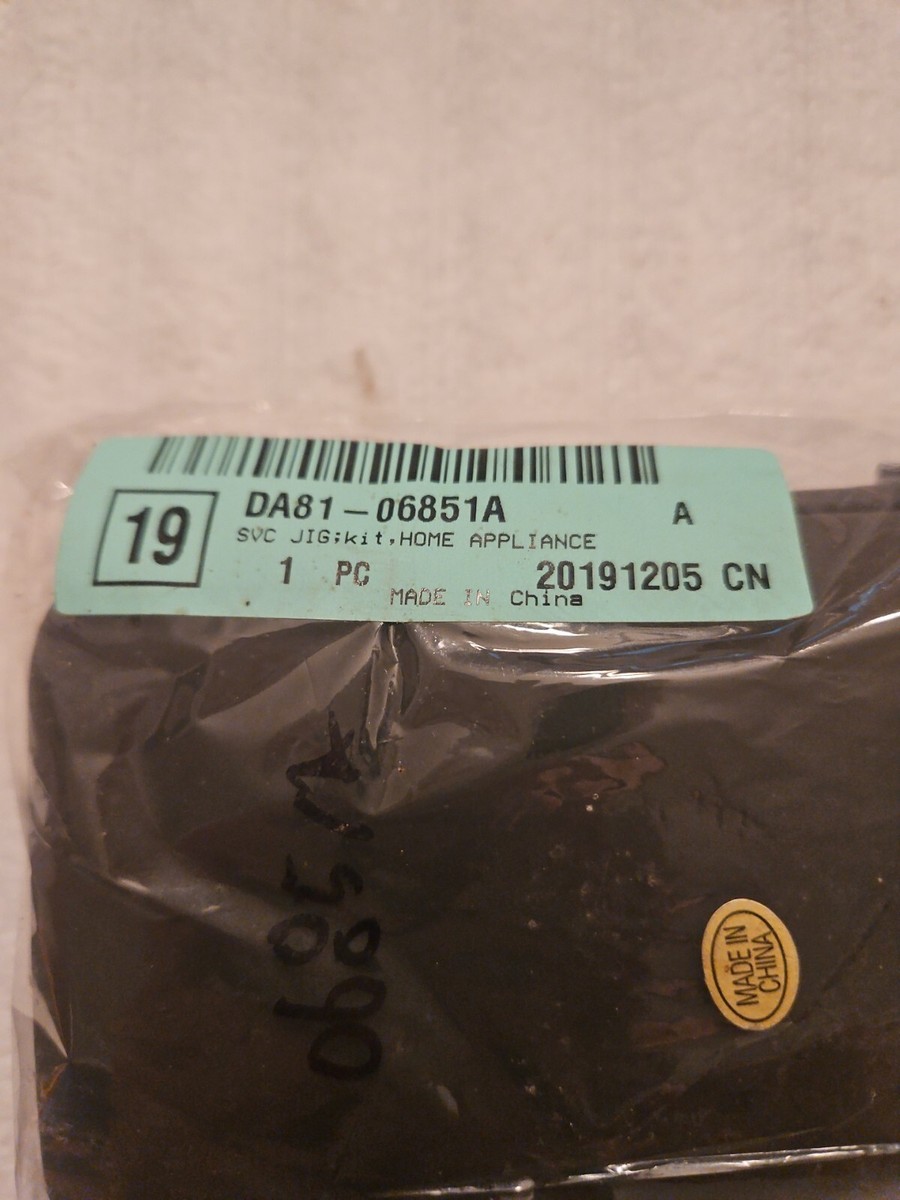 19
DA81-06851A
A
SVC JIG;kit,HOME APPLIANCE
1 PC
20191205 CN
MADE IN China
MADE IN
CHINA